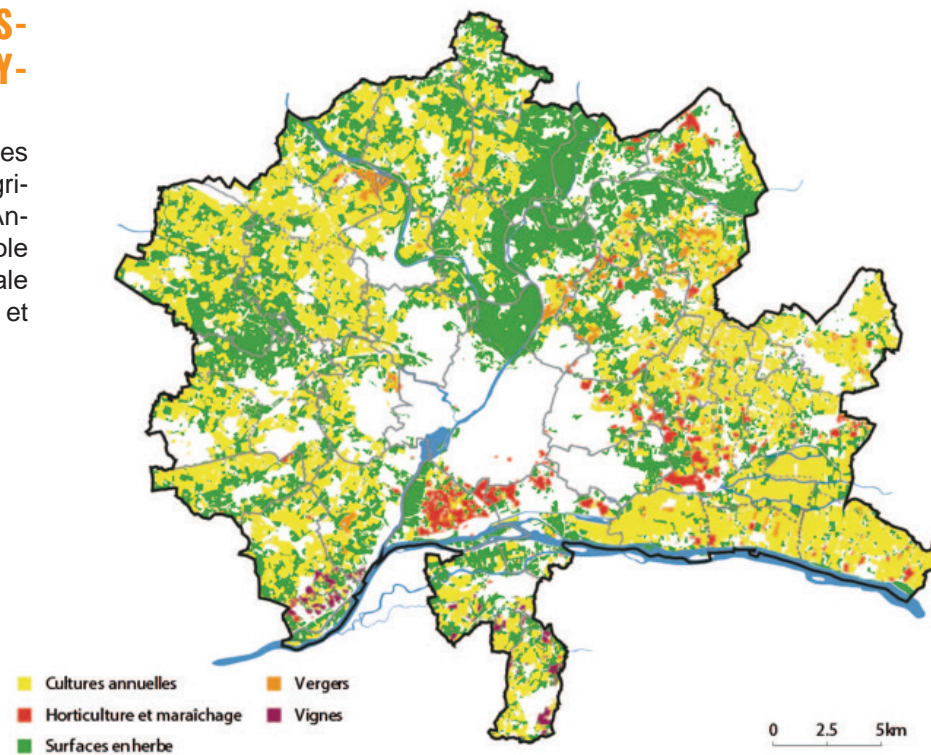 S-
Y-
es
gri-
An-
ole
ale
et
Cultures annuelles
Vergers
Horticulture et maraîchage
Vignes
Surfaces en herbe
0 2.5 5km